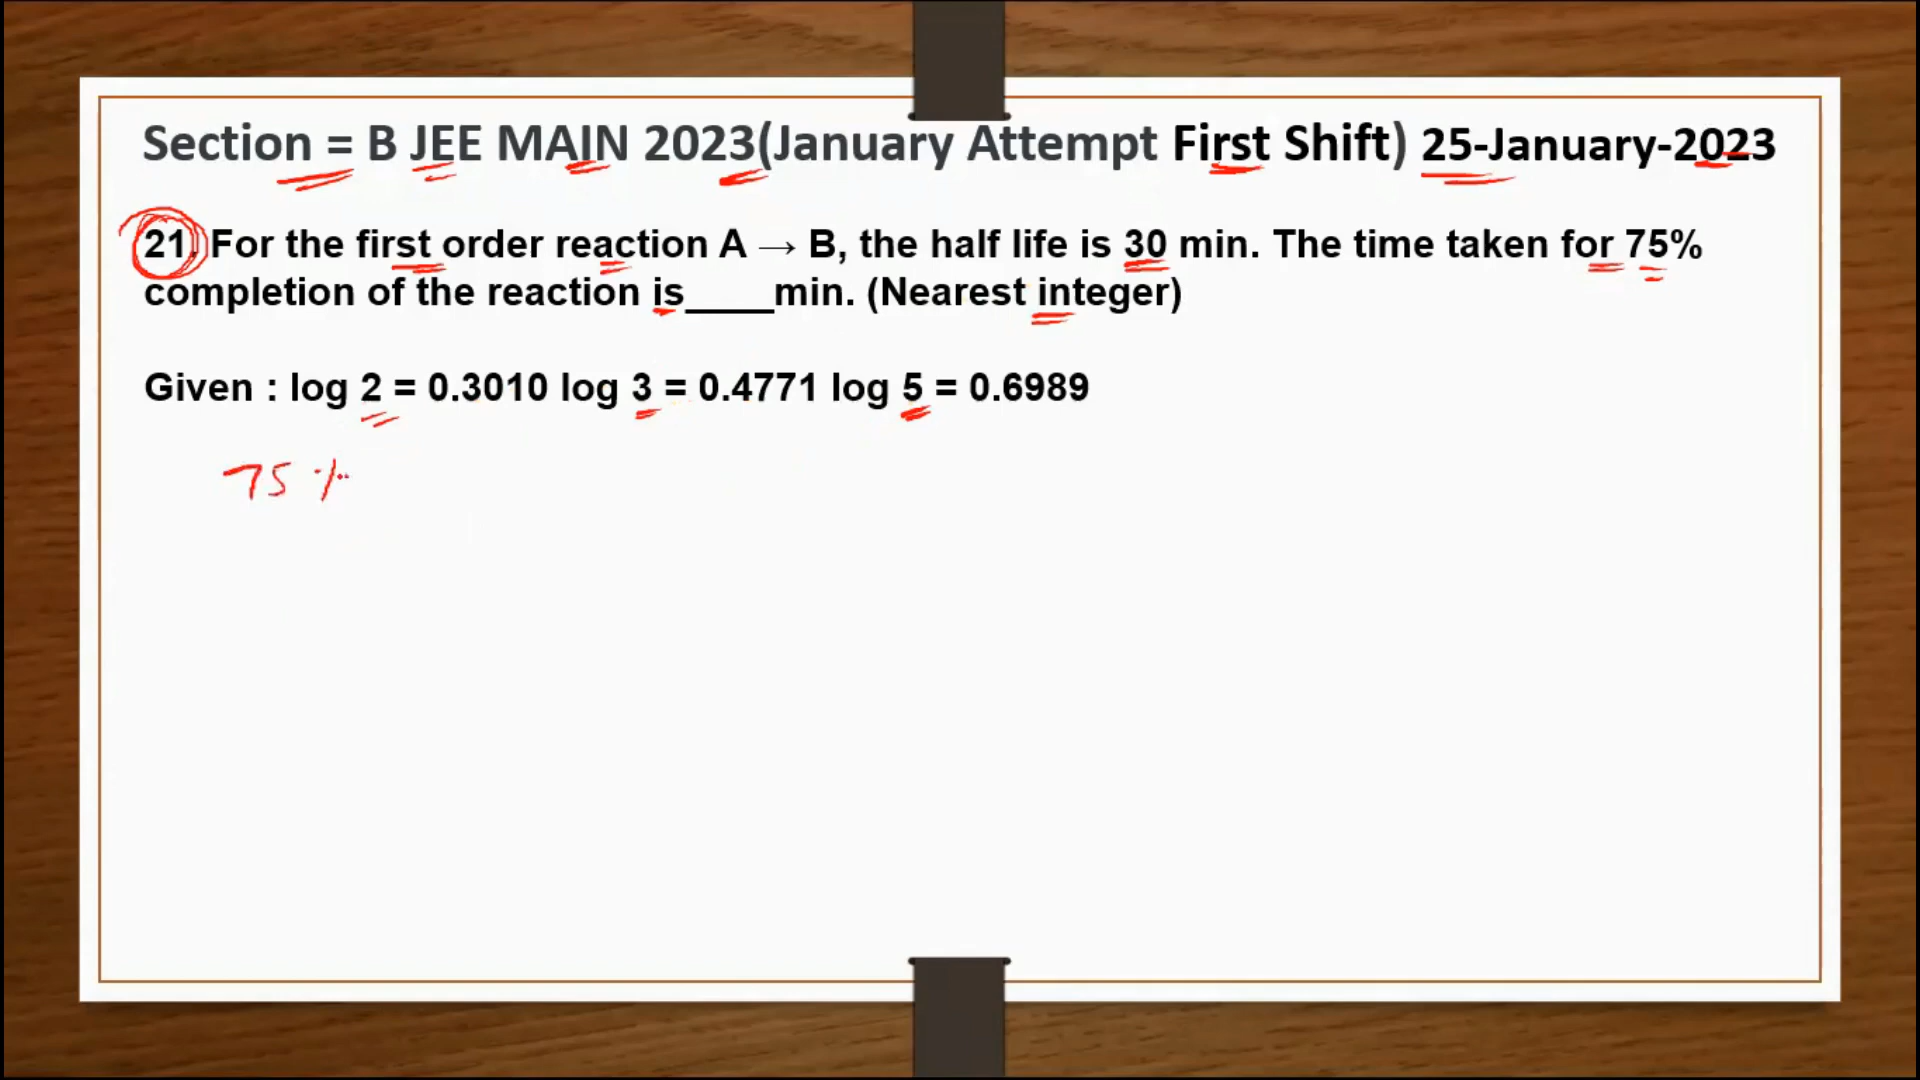 Section = B JEE MAIN 2023(January Attempt First Shift) 25-January-2023
21. For the first order reaction A → B, the half life is 30 min. The time taken for 75%
completion of the reaction is____min. (Nearest integer)
Given : log 2 = 0.3010 log 3 = 0.4771 log 5 = 0.6989
75 %